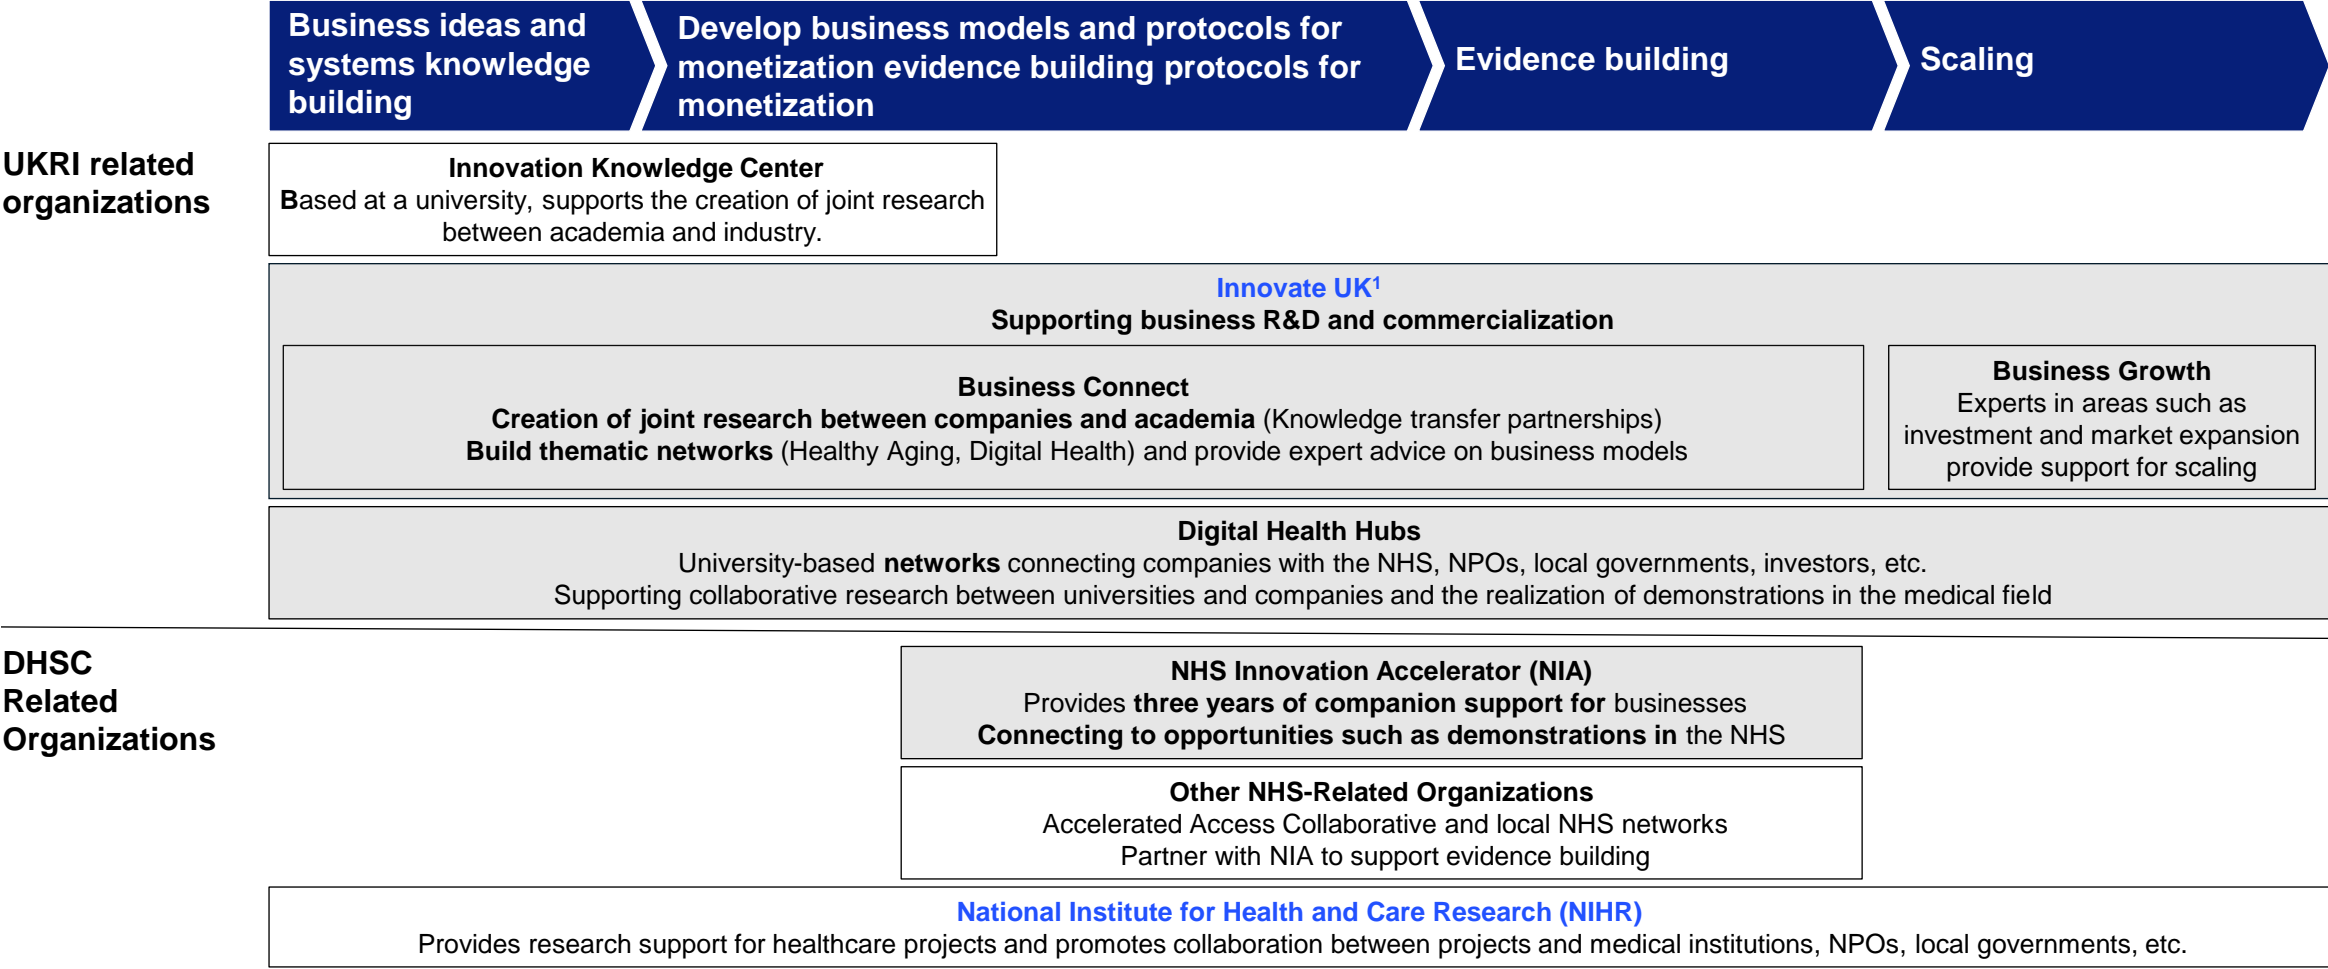 Business ideas and
systems knowledge
building
Develop business models and protocols for
monetization evidence building protocols for
monetization
Evidence building
Scaling
UKRI related
organizations
Innovation Knowledge Center
Based at a university, supports the creation of joint research
between academia and industry.
Innovate UK¹
Supporting business R&D and commercialization
Business Connect
Creation of joint research between companies and academia (Knowledge transfer partnerships)
Build thematic networks (Healthy Aging, Digital Health) and provide expert advice on business models
Business Growth
Experts in areas such as
investment and market expansion
provide support for scaling
Digital Health Hubs
University-based networks connecting companies with the NHS, NPOs, local governments, investors, etc.
Supporting collaborative research between universities and companies and the realization of demonstrations in the medical field
DHSC
Related
Organizations
NHS Innovation Accelerator (NIA)
Provides three years of companion support for businesses
Connecting to opportunities such as demonstrations in the NHS
Other NHS-Related Organizations
Accelerated Access Collaborative and local NHS networks
Partner with NIA to support evidence building
National Institute for Health and Care Research (NIHR)
Provides research support for healthcare projects and promotes collaboration between projects and medical institutions, NPOs, local governments, etc.